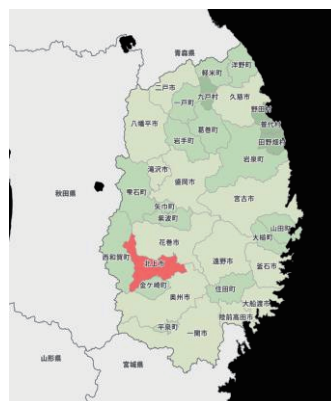 青森県
洋野町
軽米町
二戸市
九戸村
久慈市
一戸町
野田村
八幡平市
葛巻町
普代村
岩手町
田野畑村
岩泉町
滝沢市
盛岡市
雫石町
宮古市
秋田県
矢巾町
紫波町
山田町
大槌町
花巻市
西和賀町
遠野市
北上市
釜石市
金ケ崎町
住田町
奥州市
大船渡市
陸前高田市
平泉町
一関市
山形県
宮城県